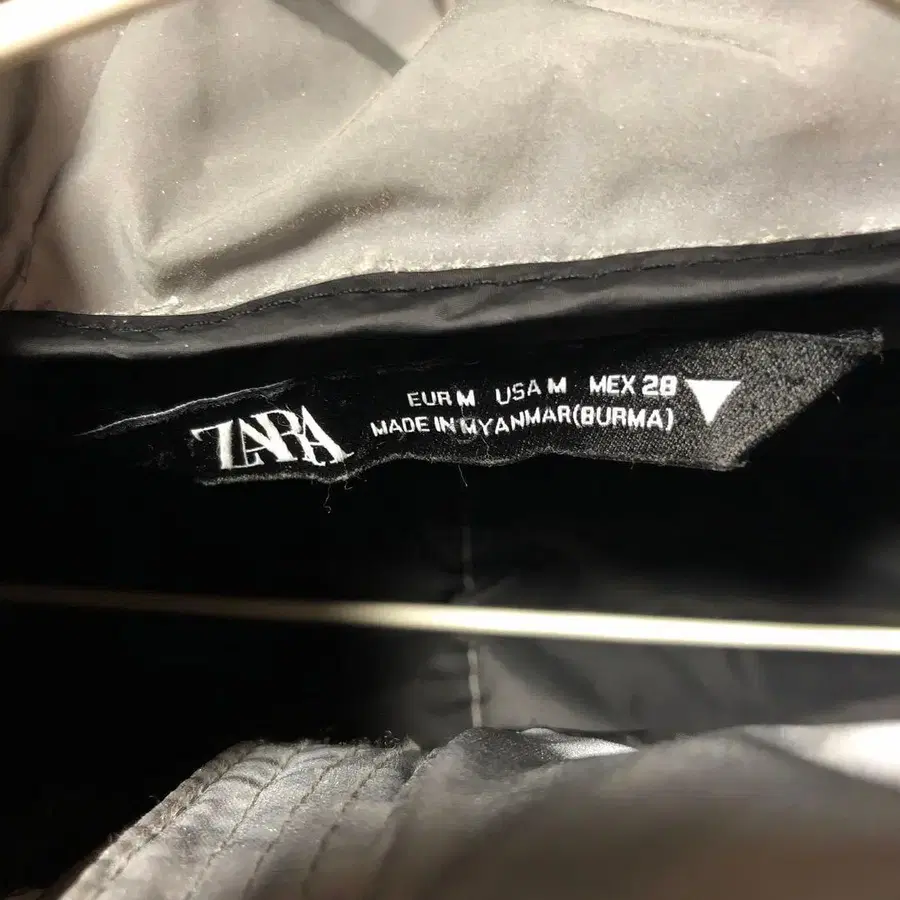 ZARA
EUR M USA M MEX 28
MADE IN MYANMAR(BURMA)